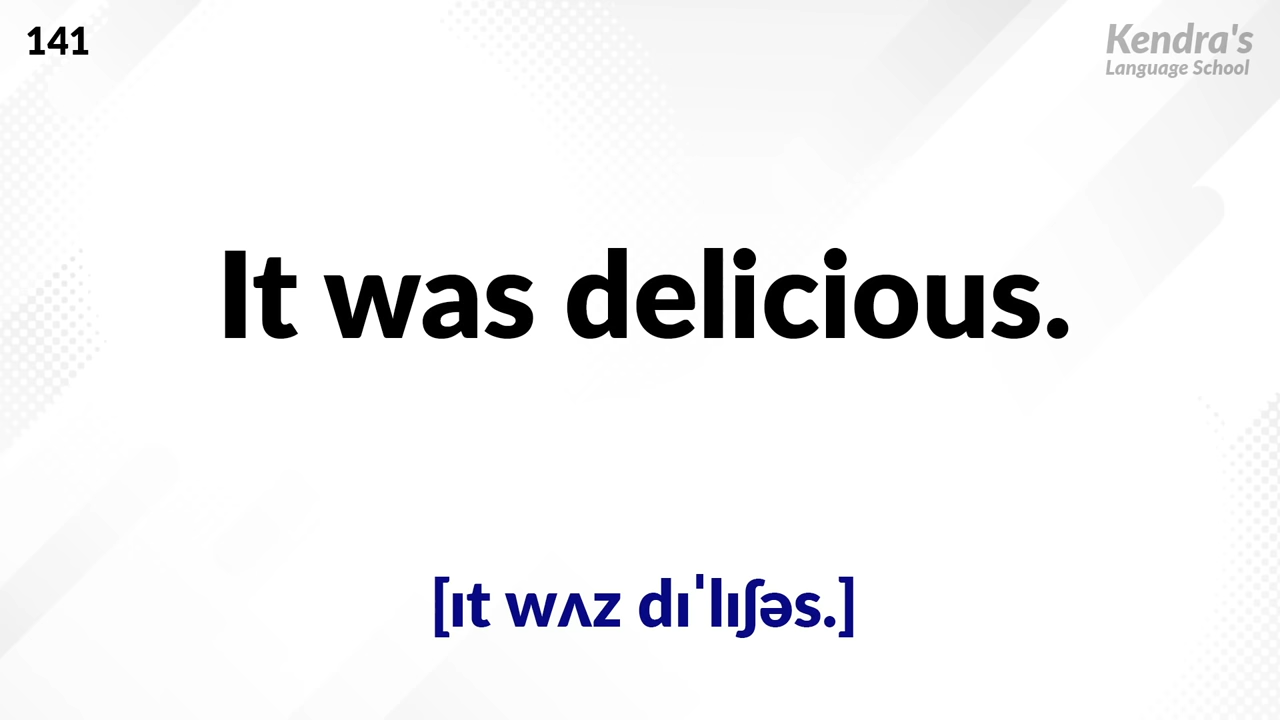 141
Kendra's
Language School
It was delicious.
[ɪt wʌz dɪˈlɪʃəs.]